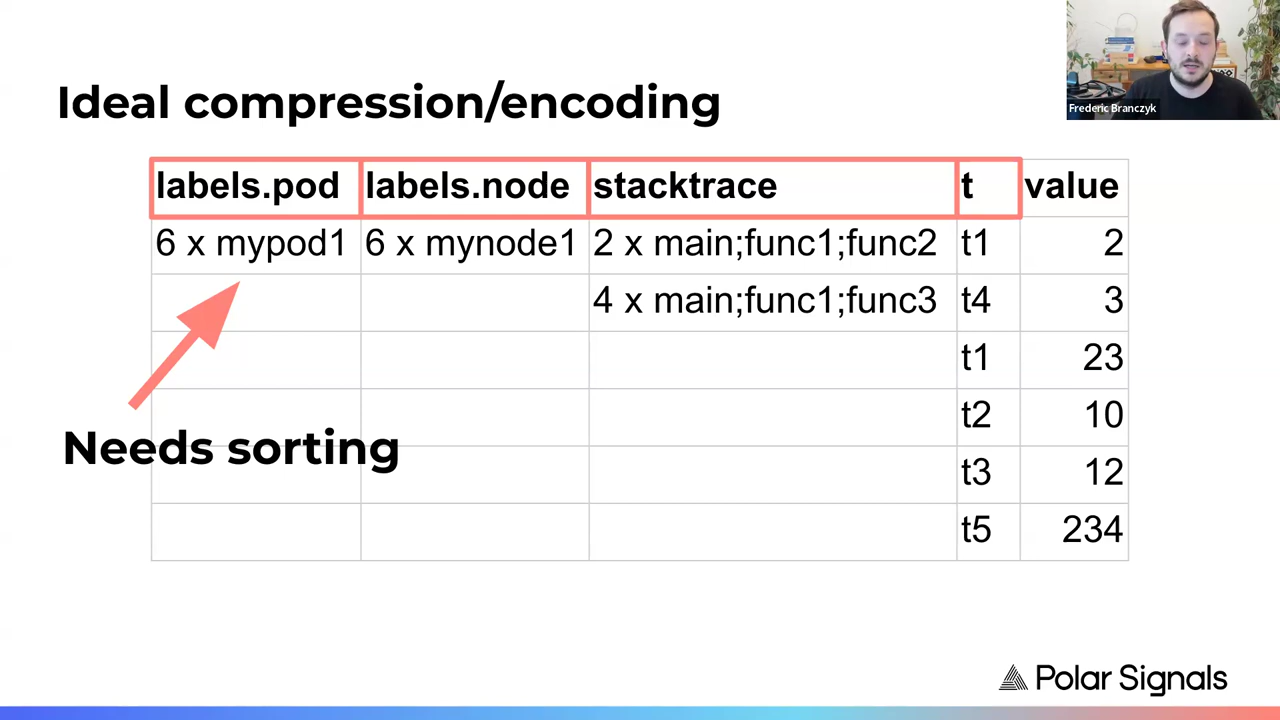 Frederic Branczyk
Ideal compression/encoding
labels.pod labels.node stacktrace t value
6 x mypod1 6 x mynode1 2 x main;func1;func2 t1 2
4 x main;func1;func3 t4 3
t1 23
t2 10
Needs sorting
t3 12
t5 234
Polar Signals